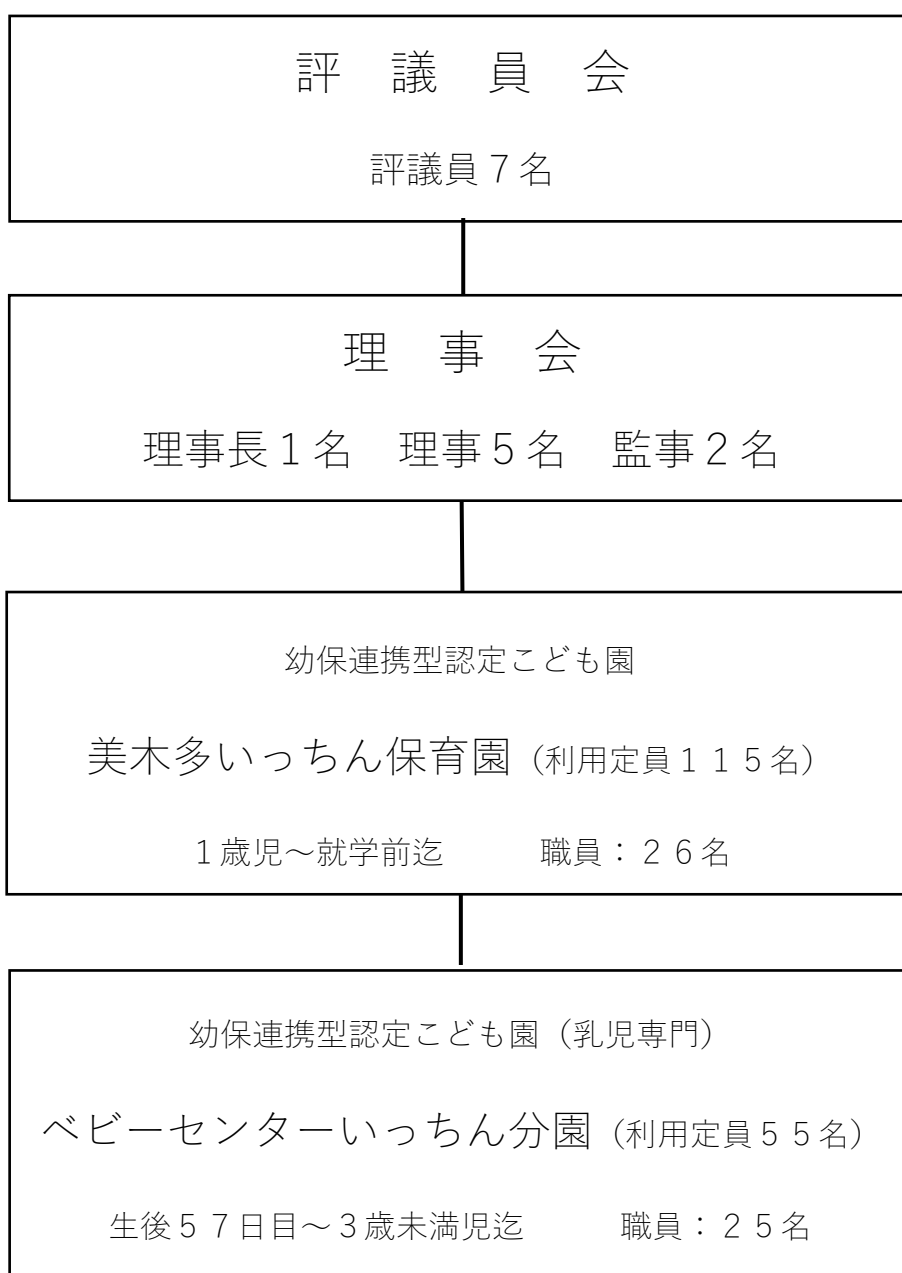 評　議　員　会
評議員７名
理　事　会
理事長１名　理事５名　監事２名
幼保連携型認定こども園
美木多いっちん保育園（利用定員１１５名）
１歳児～就学前迄　　　職員：２６名
幼保連携型認定こども園（乳児専門）
ベビーセンターいっちん分園（利用定員５５名）
生後５７日目～３歳未満児迄　　　職員：２５名